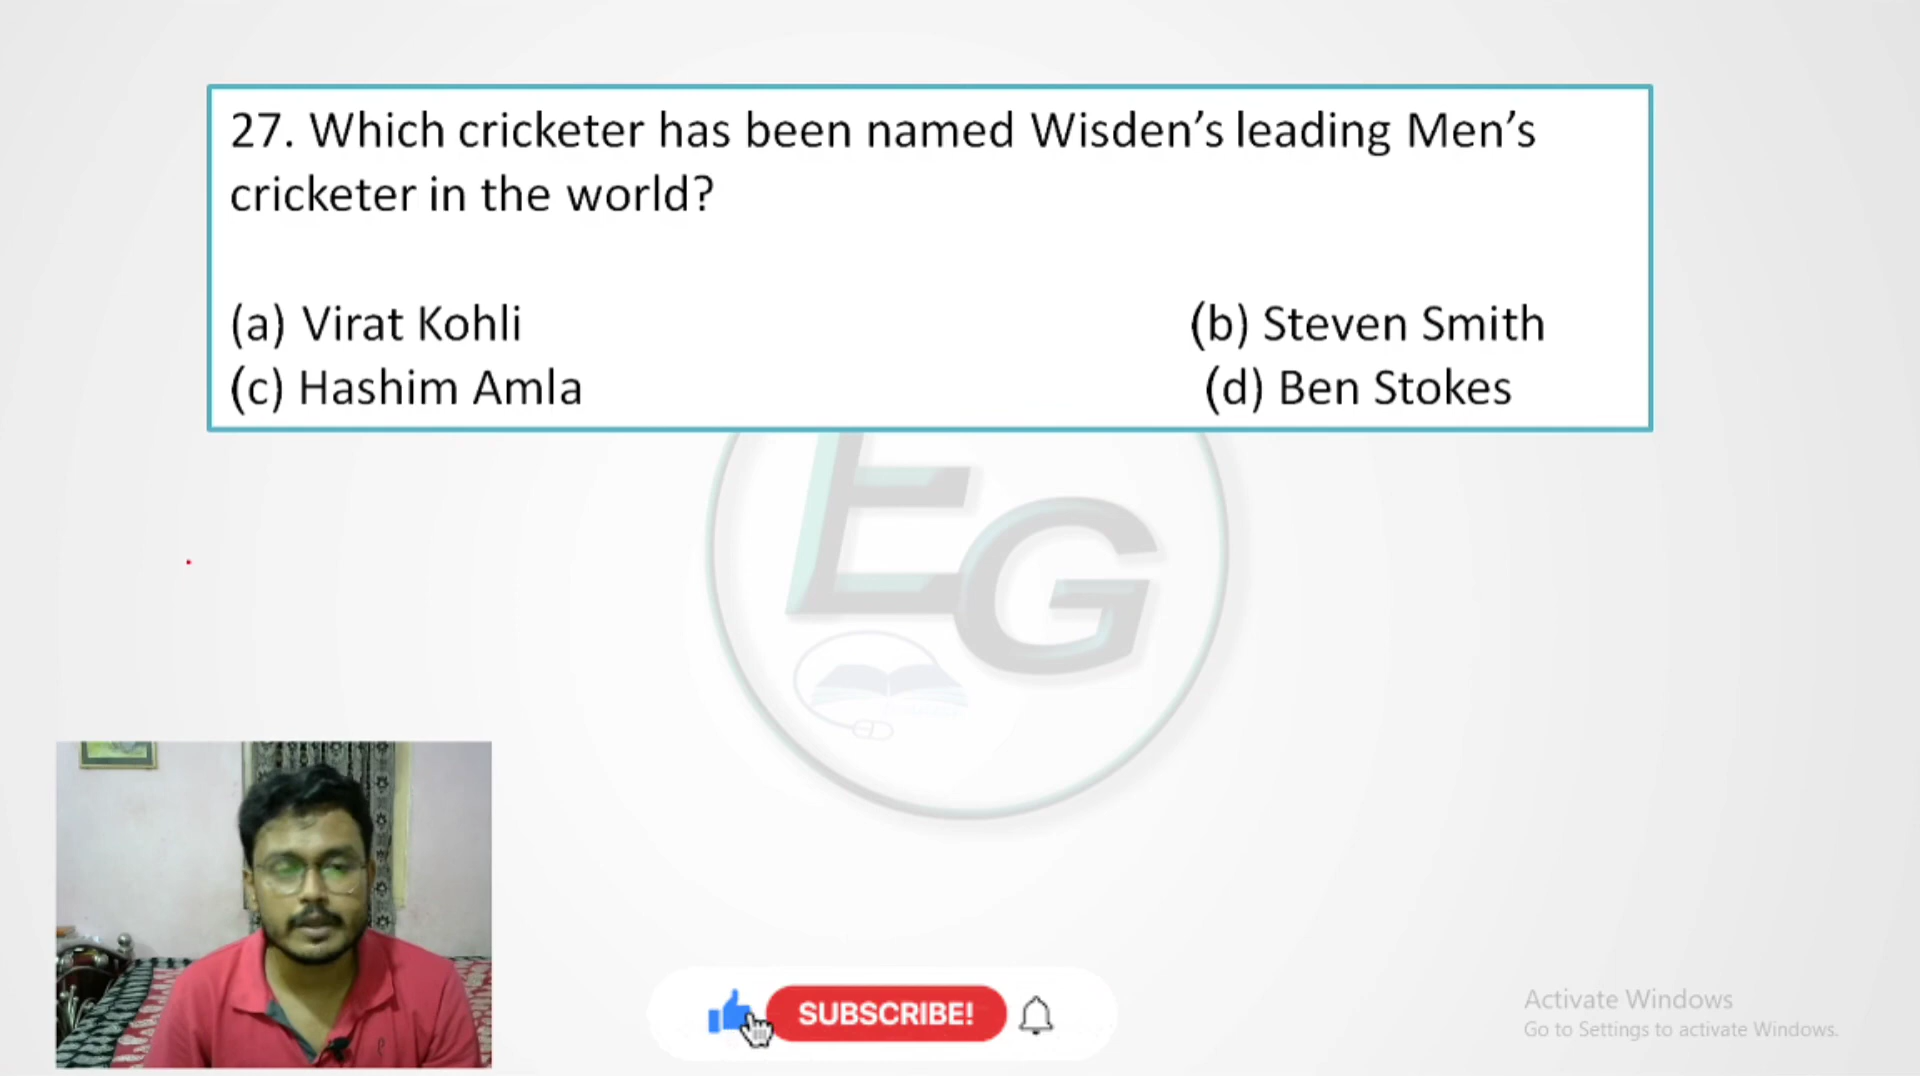 27. Which cricketer has been named Wisden’s leading Men’s
cricketer in the world?
(a) Virat Kohli (b) Steven Smith
(c) Hashim Amla (d) Ben Stokes
EG
SUBSCRIBE!
Activate Windows
Go to Settings to activate Windows.